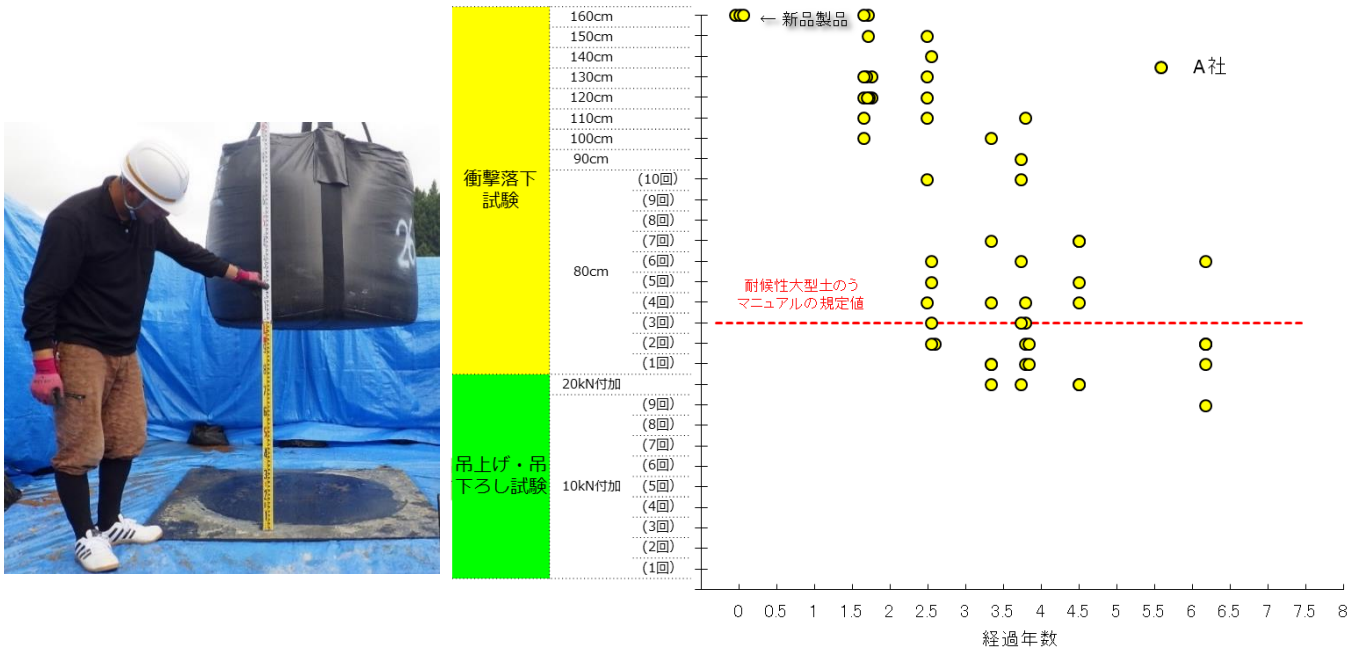 26
衝撃落下
試験
吊上げ・吊
下ろし試験
160cm
150cm
140cm
130cm
120cm
110cm
100cm
90cm
80cm
(10回)
(9回)
(8回)
(7回)
(6回)
(5回)
(4回)
(3回)
(2回)
(1回)
20kN付加
10kN付加
(9回)
(8回)
(7回)
(6回)
(5回)
(4回)
(3回)
(2回)
(1回)
← 新品製品
A社
耐候性大型土のう
マニュアルの規定値
0 0.5 1 1.5 2 2.5 3 3.5 4 4.5 5 5.5 6 6.5 7 7.5 8
経過年数